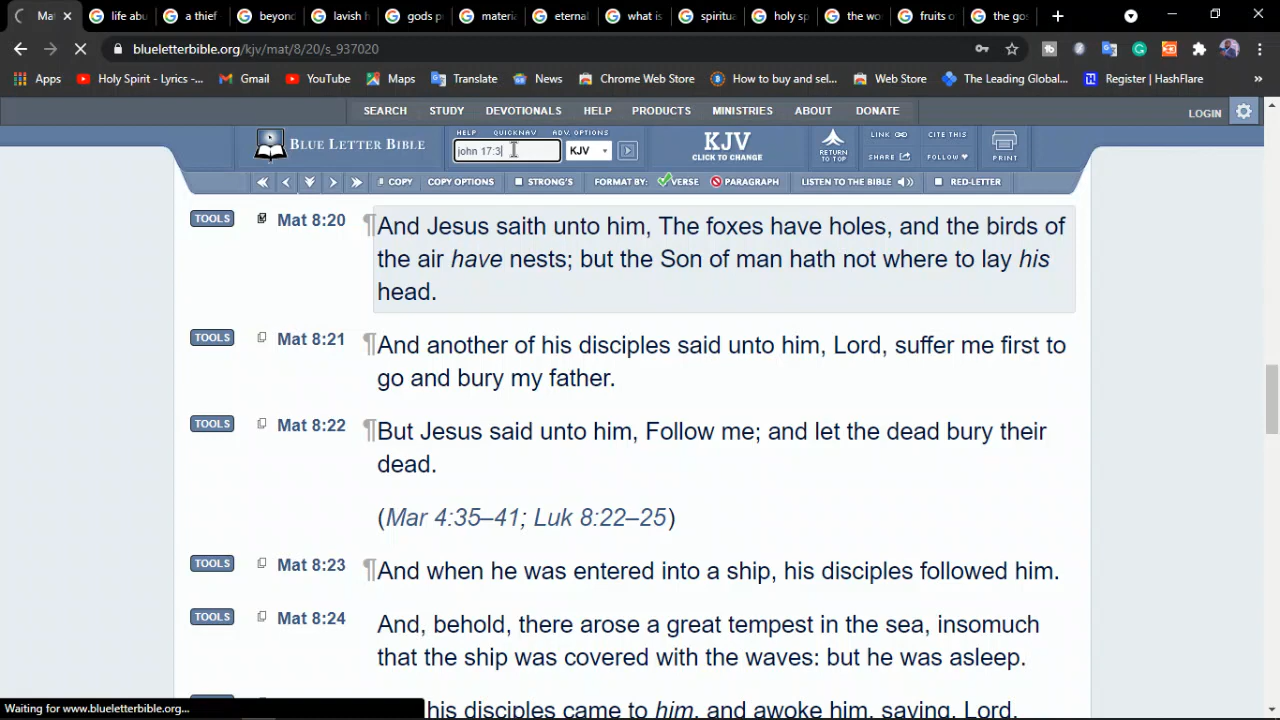 Mat
life abu
a thief
beyond
lavish h
gods p
materia
eternal
what is
spiritua
holy sp
the wo
fruits o
the gos
blueletterbible.org/kjv/mat/8/20/s_937020
Apps
Holy Spirit - Lyrics -...
Gmail
YouTube
Maps
Translate
News
Chrome Web Store
How to buy and sel...
Web Store
The Leading Global...
Register | HashFlare
»
SEARCH
STUDY
DEVOTIONALS
HELP
PRODUCTS
MINISTRIES
ABOUT
DONATE
LOGIN
BLUE LETTER BIBLE
HELP
QUICKNAV
ADV. OPTIONS
john 17:3
KJV
KJV
CLICK TO CHANGE
RETURN
TO TOP
LINK
CITE THIS
SHARE
FOLLOW
PRINT
COPY
COPY OPTIONS
STRONG'S
FORMAT BY:
VERSE
PARAGRAPH
LISTEN TO THE BIBLE
RED-LETTER
TOOLS
Mat 8:20
¶And Jesus saith unto him, The foxes have holes, and the birds of
the air have nests; but the Son of man hath not where to lay his
head.
TOOLS
Mat 8:21
¶And another of his disciples said unto him, Lord, suffer me first to
go and bury my father.
TOOLS
Mat 8:22
¶But Jesus said unto him, Follow me; and let the dead bury their
dead.
(Mar 4:35–41; Luk 8:22–25)
TOOLS
Mat 8:23
¶And when he was entered into a ship, his disciples followed him.
TOOLS
Mat 8:24
And, behold, there arose a great tempest in the sea, insomuch
that the ship was covered with the waves: but he was asleep.
his disciples came to him, and awoke him, saying, Lord,
Waiting for www.blueletterbible.org...